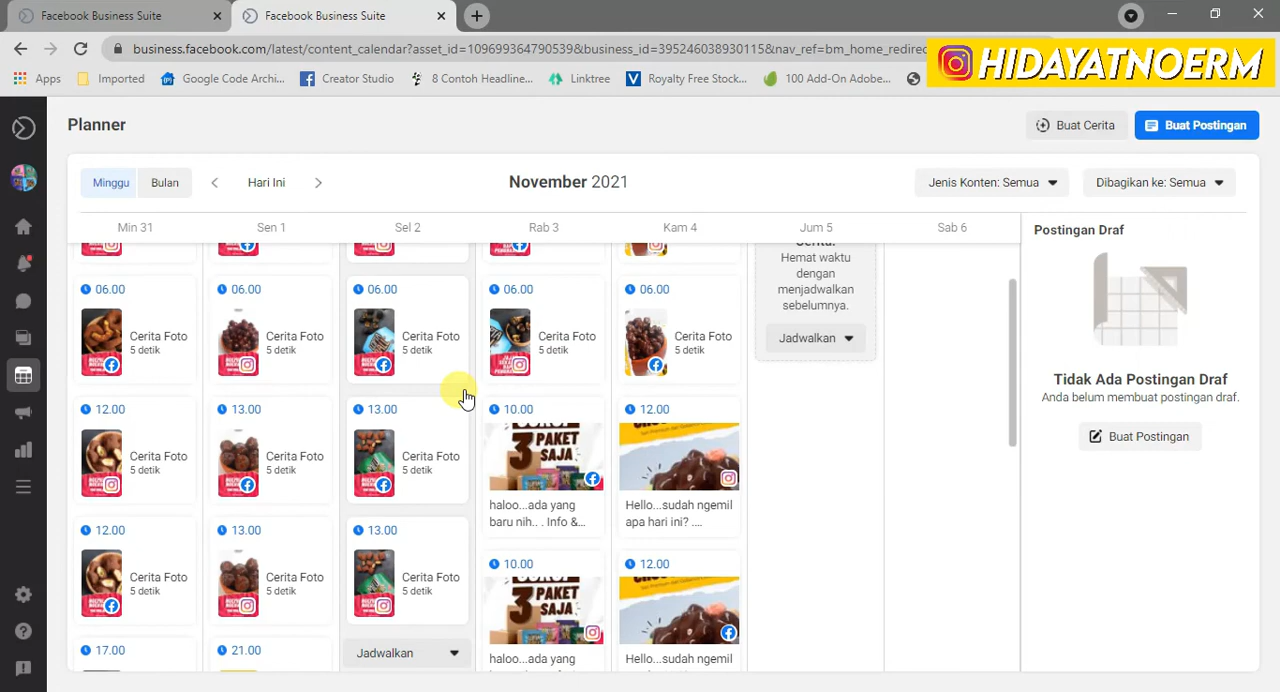 Facebook Business Suite
Facebook Business Suite
business.facebook.com/latest/content_calendar?asset_id=109699364790539&business_id=395246038930115&nav_ref=bm_home_redirec
HIDAYATNOERM
Apps
Imported
Google Code Archi...
Creator Studio
8 Contoh Headline...
Linktree
Royalty Free Stock...
100 Add-On Adobe...
Planner
Buat Cerita
Buat Postingan
Minggu
Bulan
Hari Ini
November 2021
Jenis Konten: Semua
Dibagikan ke: Semua
Min 31
Sen 1
Sel 2
Rab 3
Kam 4
Jum 5
Sab 6
06.00
Cerita Foto
5 detik
12.00
Cerita Foto
5 detik
12.00
Cerita Foto
5 detik
17.00
06.00
Cerita Foto
5 detik
13.00
Cerita Foto
5 detik
13.00
Cerita Foto
5 detik
21.00
06.00
Cerita Foto
5 detik
13.00
Cerita Foto
5 detik
13.00
Cerita Foto
5 detik
Jadwalkan
06.00
Cerita Foto
5 detik
10.00
3 PAKET
SAJA
haloo...ada yang
baru nih.. . Info &...
10.00
3 PAKET
SAJA
haloo...ada yang
06.00
Cerita Foto
5 detik
12.00
Hello...sudah ngemil
apa hari ini? ....
12.00
Hello...sudah ngemil
Cerita.
Hemat waktu
dengan
menjadwalkan
sebelumnya.
Jadwalkan
Postingan Draf
Tidak Ada Postingan Draf
Anda belum membuat postingan draf.
Buat Postingan